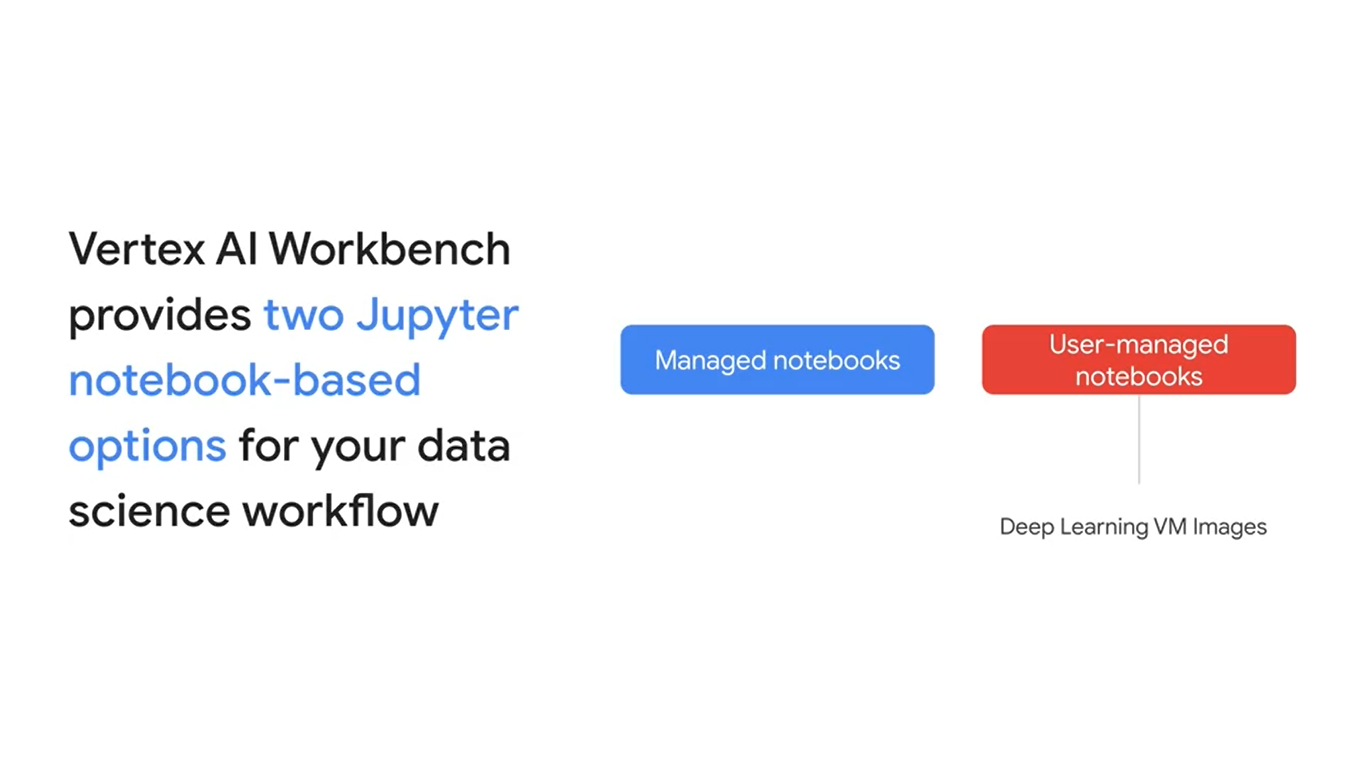 Vertex AI Workbench
provides two Jupyter
notebook-based
options for your data
science workflow
Managed notebooks
User-managed
notebooks
Deep Learning VM Images